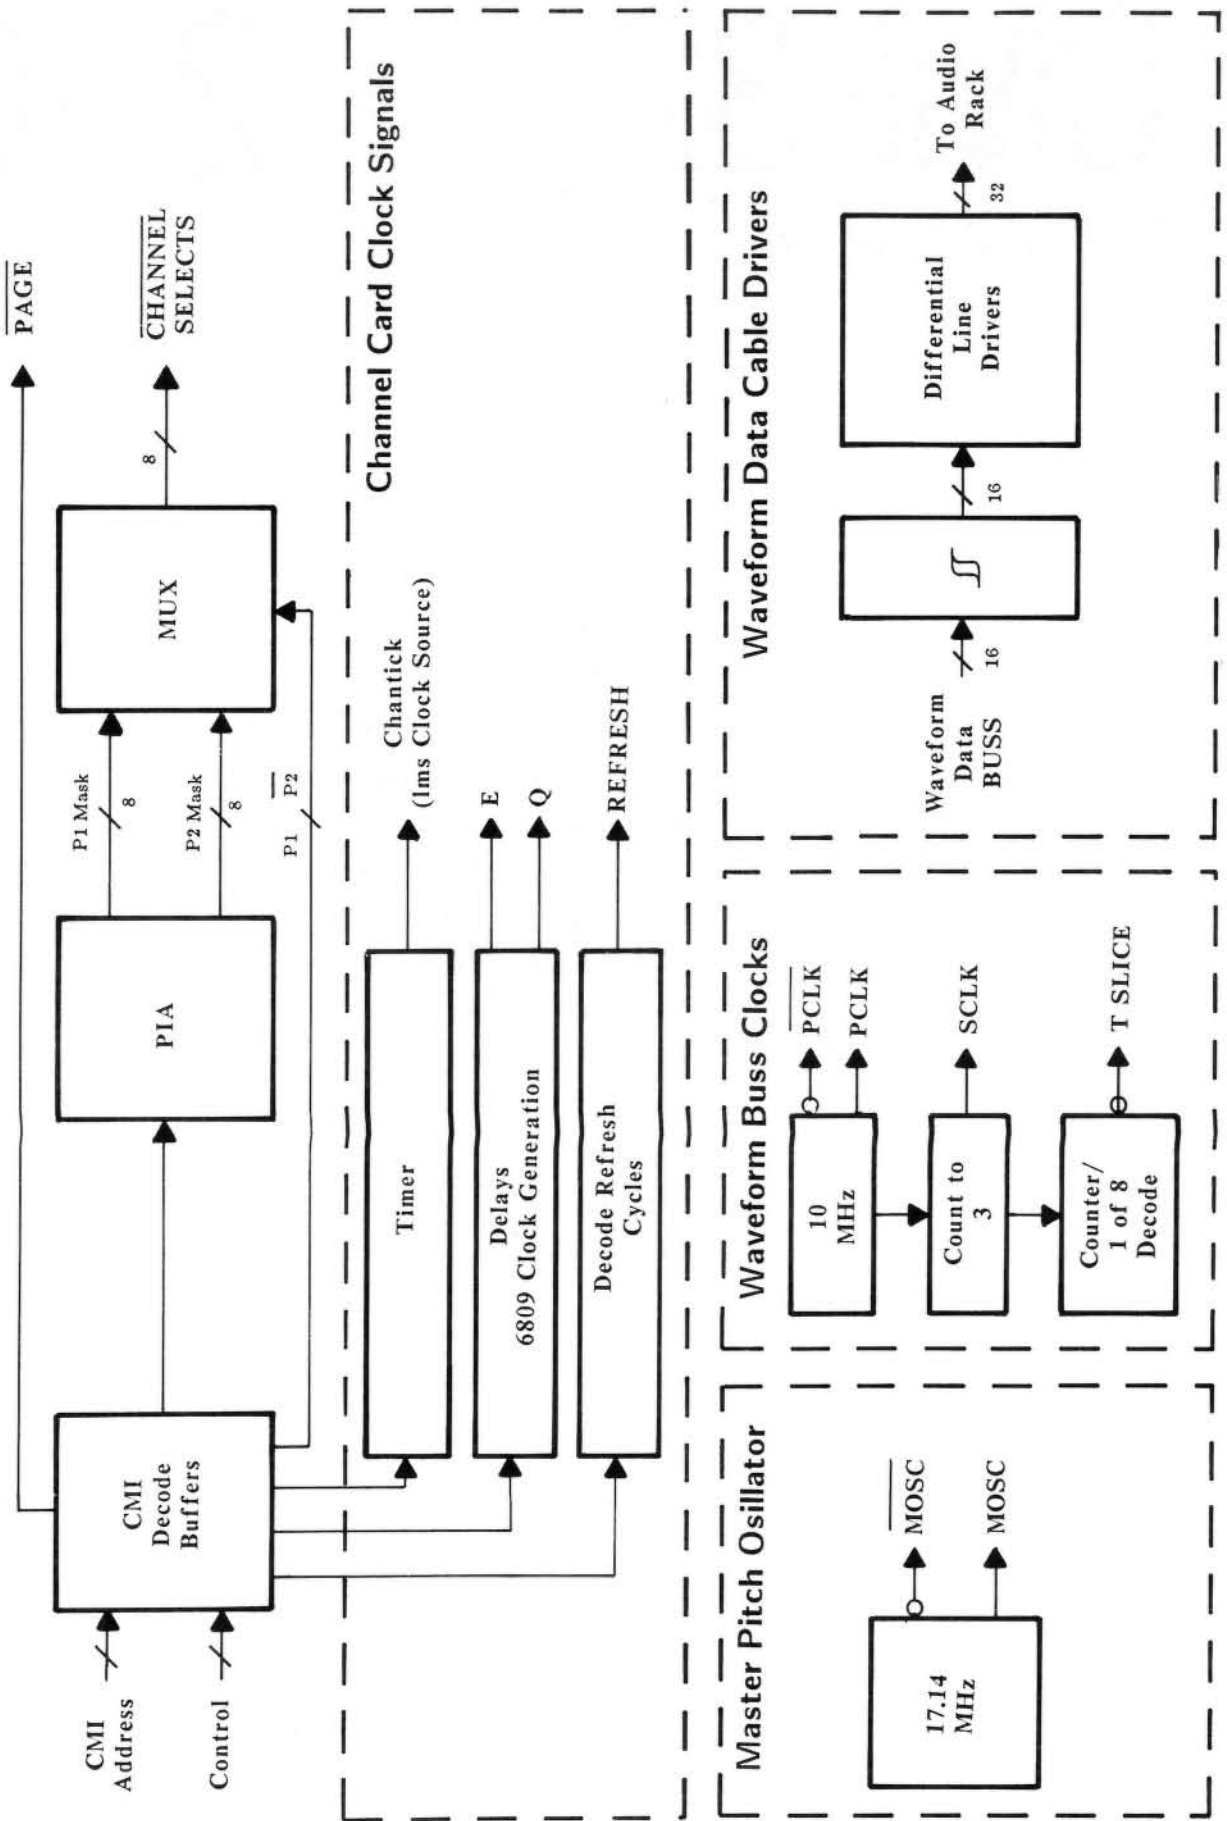 PAGE
CHANNEL
SELECTS
8
MUX
P1 Mask
8
P2 Mask
8
P1 P2
PIA
CMI
Decode
Buffers
CMI
Address
Control
Channel Card Clock Signals
Chantick
(1ms Clock Source)
E
Q
REFRESH
Timer
Delays
6809 Clock Generation
Decode Refresh
Cycles
Master Pitch Osillator
17.14
MHz
MOSC
MOSC
Waveform Buss Clocks
10
MHz
PCLK
PCLK
Count to
3
SCLK
Counter/
1 of 8
Decode
T SLICE
Waveform Data Cable Drivers
Waveform
Data
BUSS
16
16
Differential
Line
Drivers
32
To Audio
Rack